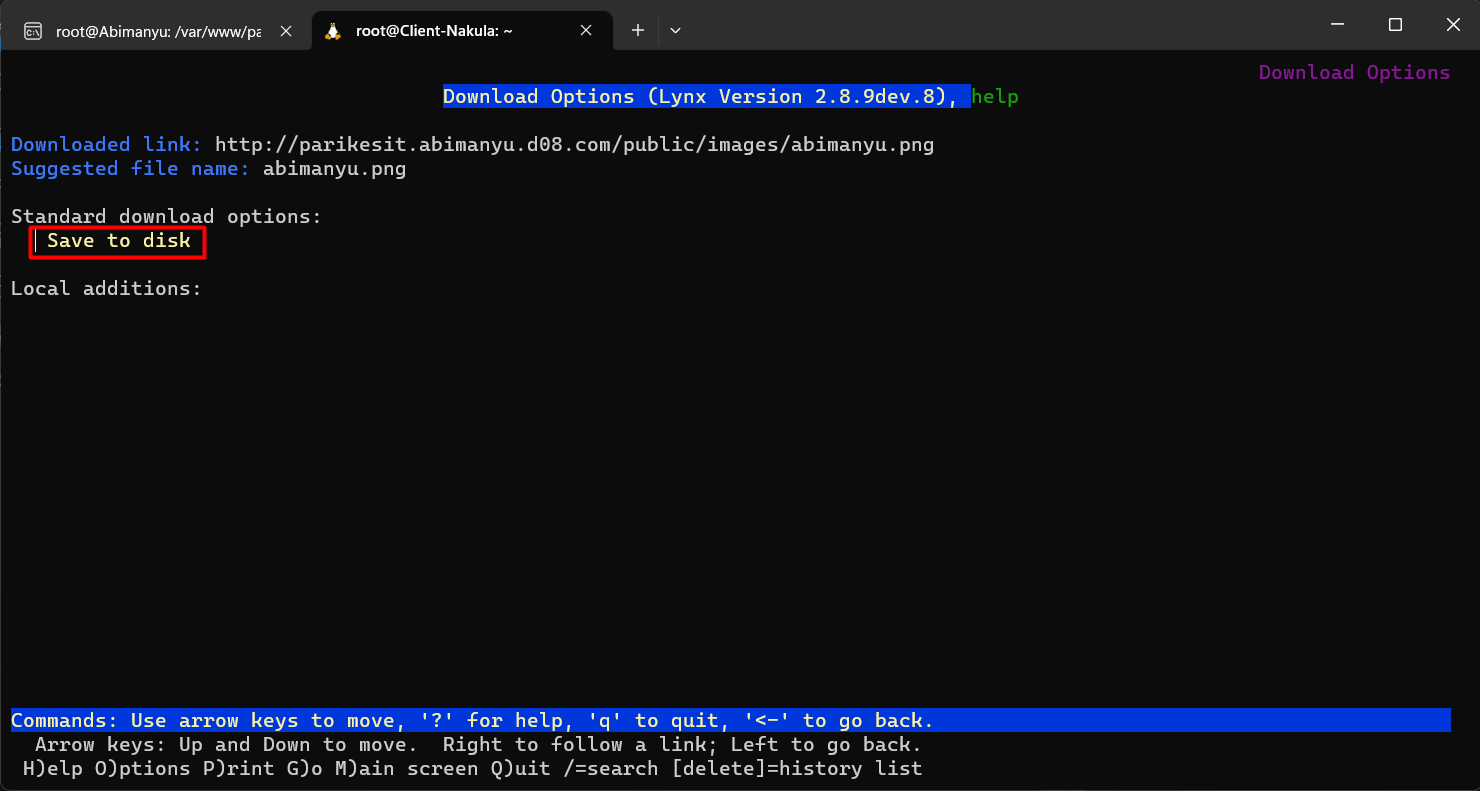 root@Abimanyu: /var/www/pa
root@Client-Nakula: ~
Download Options
Download Options (Lynx Version 2.8.9dev.8), help
Downloaded link: http://parikesit.abimanyu.d08.com/public/images/abimanyu.png
Suggested file name: abimanyu.png
Standard download options:
Save to disk
Local additions:
Commands: Use arrow keys to move, '?' for help, 'q' to quit, '<-' to go back.
Arrow keys: Up and Down to move.  Right to follow a link; Left to go back.
H)elp O)ptions P)rint G)o M)ain screen Q)uit /=search [delete]=history list